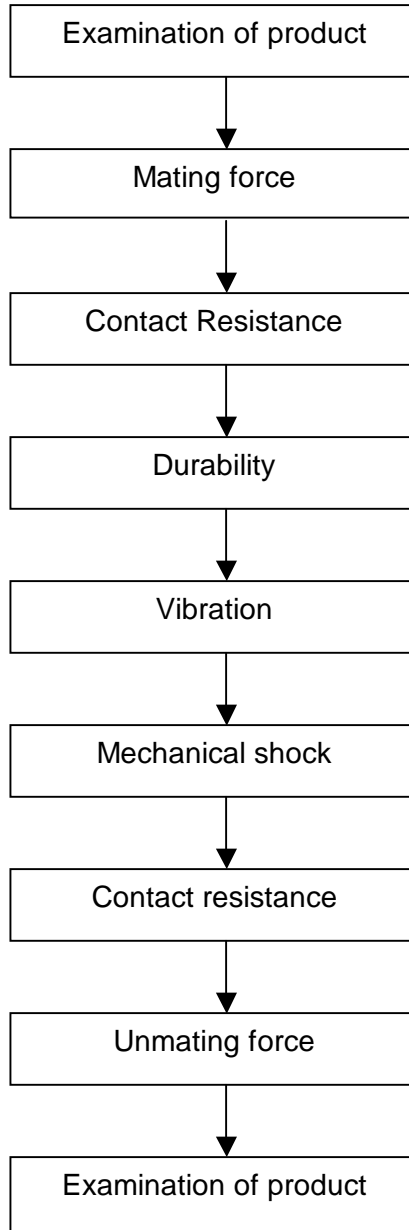 Examination of product
Mating force
Contact Resistance
Durability
Vibration
Mechanical shock
Contact resistance
Unmating force
Examination of product